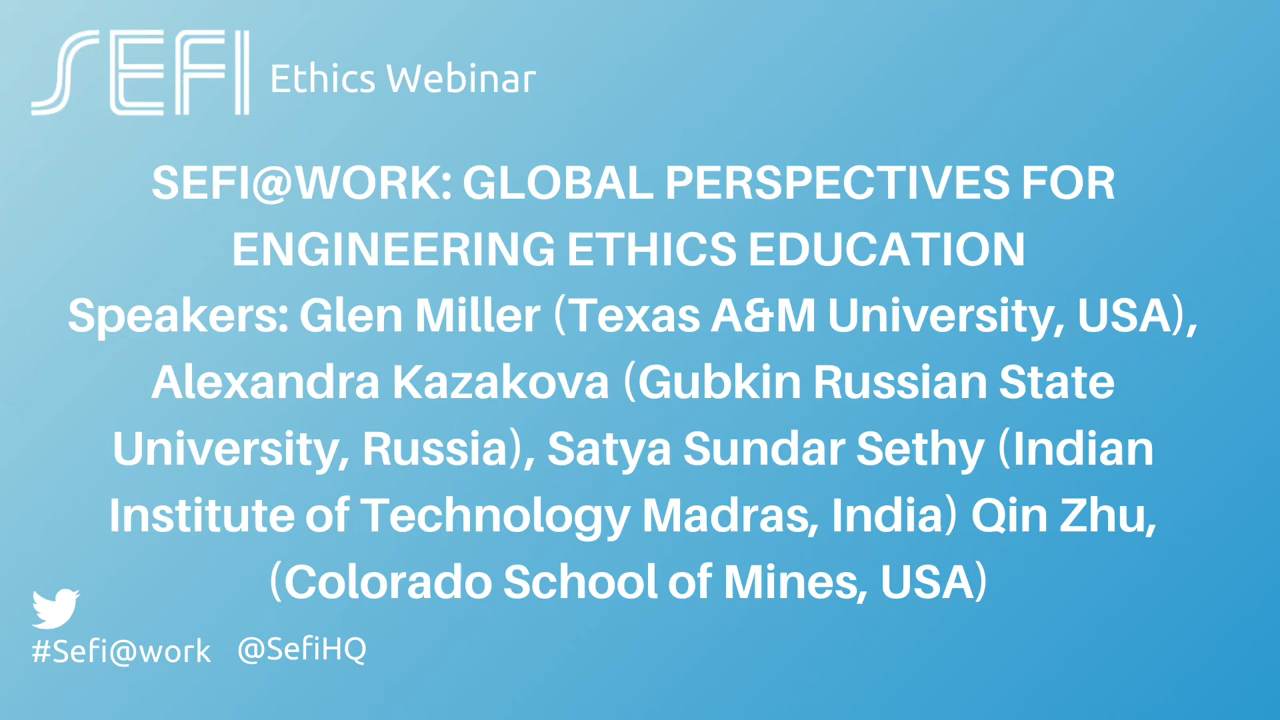 SEFI Ethics Webinar
SEFI@WORK: GLOBAL PERSPECTIVES FOR
ENGINEERING ETHICS EDUCATION
Speakers: Glen Miller (Texas A&M University, USA),
Alexandra Kazakova (Gubkin Russian State
University, Russia), Satya Sundar Sethy (Indian
Institute of Technology Madras, India) Qin Zhu,
(Colorado School of Mines, USA)
#Sefi@work @SefiHQ